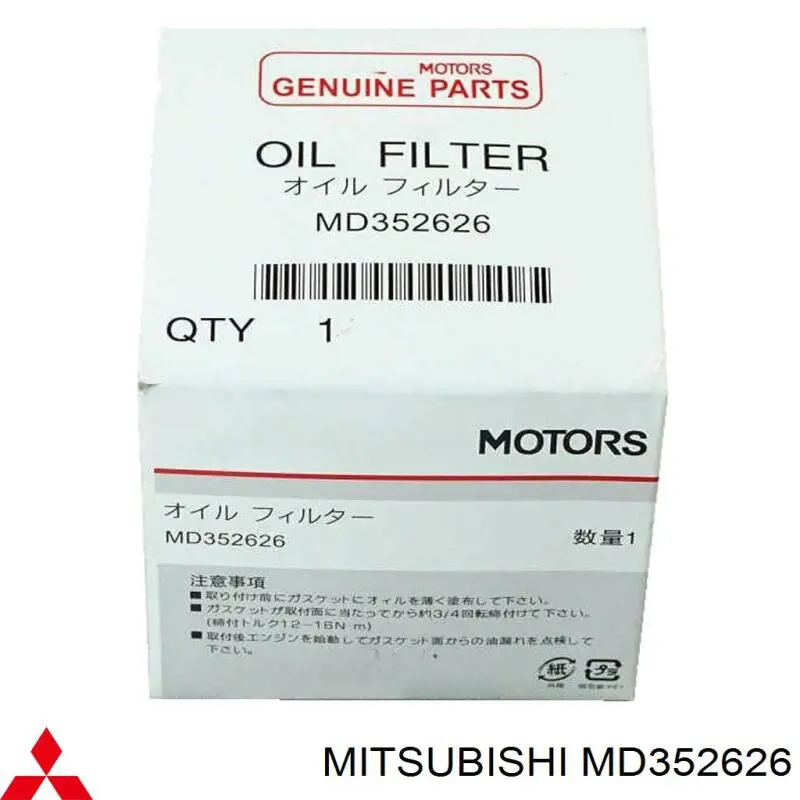 MOTORS
GENUINE PARTS
OIL FILTER
オイル フィルター
MD352626
QTY 1
MOTORS
オイル フィルター
MD352626
数量1
注意事項
■取り付け前にガスケットにオィルを薄く塗布して下さい。
■ガスケットが取付面に当たってから約3/4回転締付けて下さい。
(締付トルク12-18N·m)
■取付後エンジンを始動してガスケット面からの油漏れを点検して
下さい。
紙
プラ
MITSUBISHI MD352626